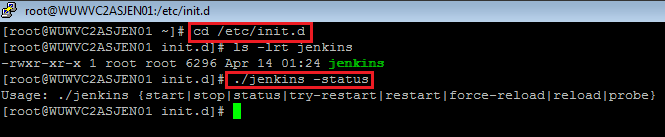 root@WUWVC2ASJEN01:/etc/init.d
[root@WUWVC2ASJEN01 ~]# cd /etc/init.d
[root@WUWVC2ASJEN01 init.d]# ls -lrt jenkins
-rwxr-xr-x 1 root root 6296 Apr 14 01:24 jenkins
[root@WUWVC2ASJEN01 init.d]# ./jenkins -status
Usage: ./jenkins {start|stop|status|try-restart|restart|force-reload|reload|probe}
[root@WUWVC2ASJEN01 init.d]#